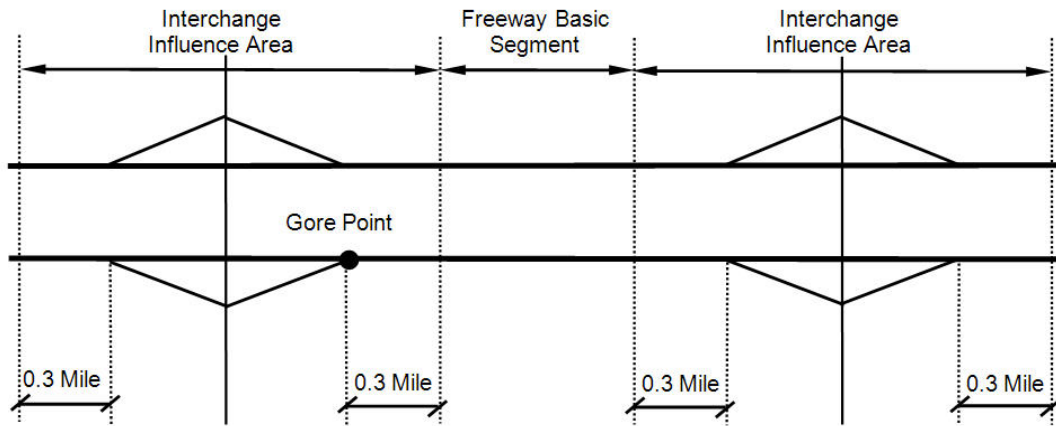 Interchange
Influence Area
Freeway Basic
Segment
Interchange
Influence Area
Gore Point
0.3 Mile
0.3 Mile
0.3 Mile
0.3 Mile